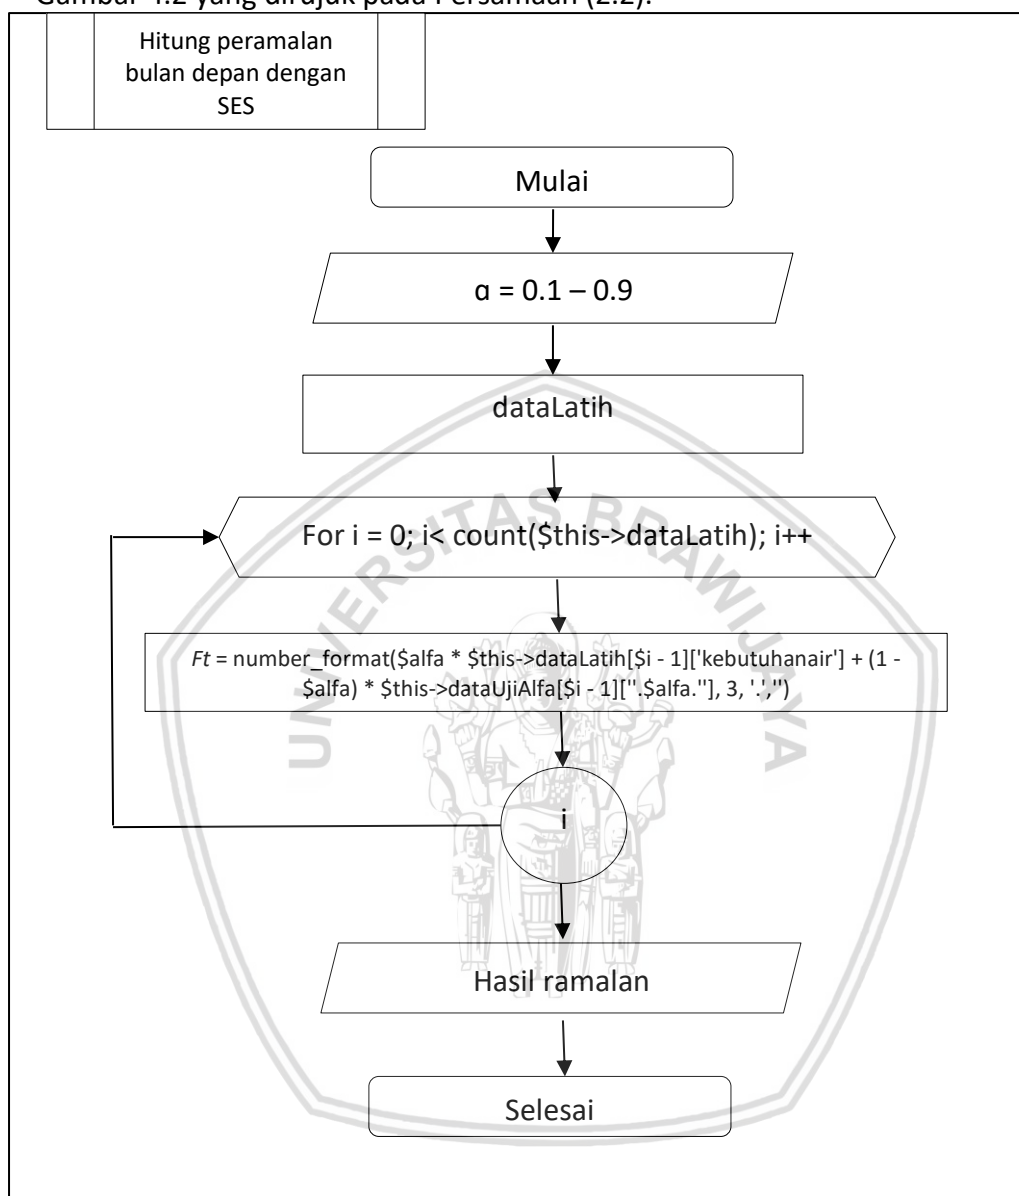 Gambar 4.2 yang dirujuk pada Persamaan (2.2).
Hitung peramalan
bulan depan dengan
SES
Mulai
α = 0.1 – 0.9
dataLatih
For i = 0; i< count($this->dataLatih); i++
Ft = number_format($alfa * $this->dataLatih[$i - 1]['kebutuhanair'] + (1 -
$alfa) * $this->dataUjiAlfa[$i - 1][".$alfa."], 3, '.','')
i
Hasil ramalan
Selesai
UNIVERSITAS BRAWIJAYA